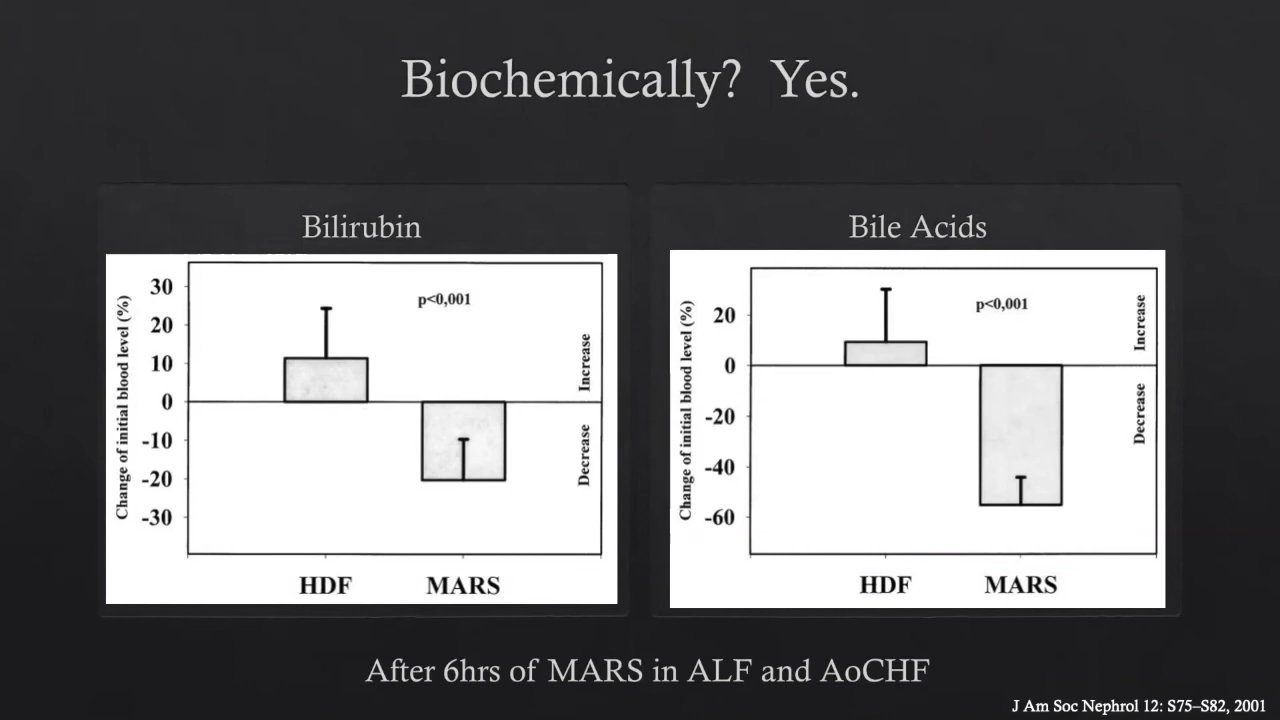 Biochemically? Yes.
Bilirubin
Change of initial blood level (%)
30
20
10
0
-10
-20
-30
p<0,001
Increase
Decrease
HDF
MARS
Bile Acids
Change of initial blood level (%)
20
0
-20
-40
-60
p<0,001
Increase
Decrease
HDF
MARS
After 6hrs of MARS in ALF and AoCHF
J Am Soc Nephrol 12: S75–S82, 2001